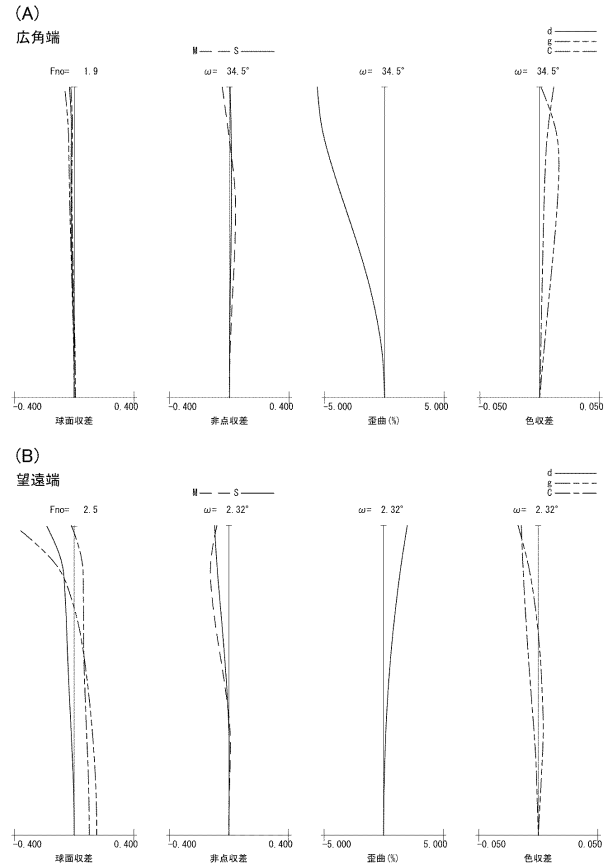 (A)
広角端
d
g
C
M S
Fno= 1.9
ω= 34.5°
ω= 34.5°
ω= 34.5°
-0.400 0.400
-0.400 0.400
-5.000 5.000
-0.050 0.050
球面収差
非点収差
歪曲(%)
色収差
(B)
望遠端
d
g
C
M S
Fno= 2.5
ω= 2.32°
ω= 2.32°
ω= 2.32°
-0.400 0.400
-0.400 0.400
-5.000 5.000
-0.050 0.050
球面収差
非点収差
歪曲(%)
色収差